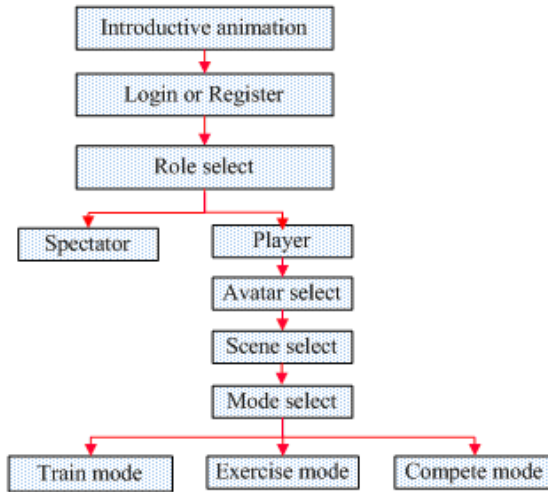 Introductive animation
Login or Register
Role select
Spectator
Player
Avatar select
Scene select
Mode select
Train mode
Exercise mode
Compete mode